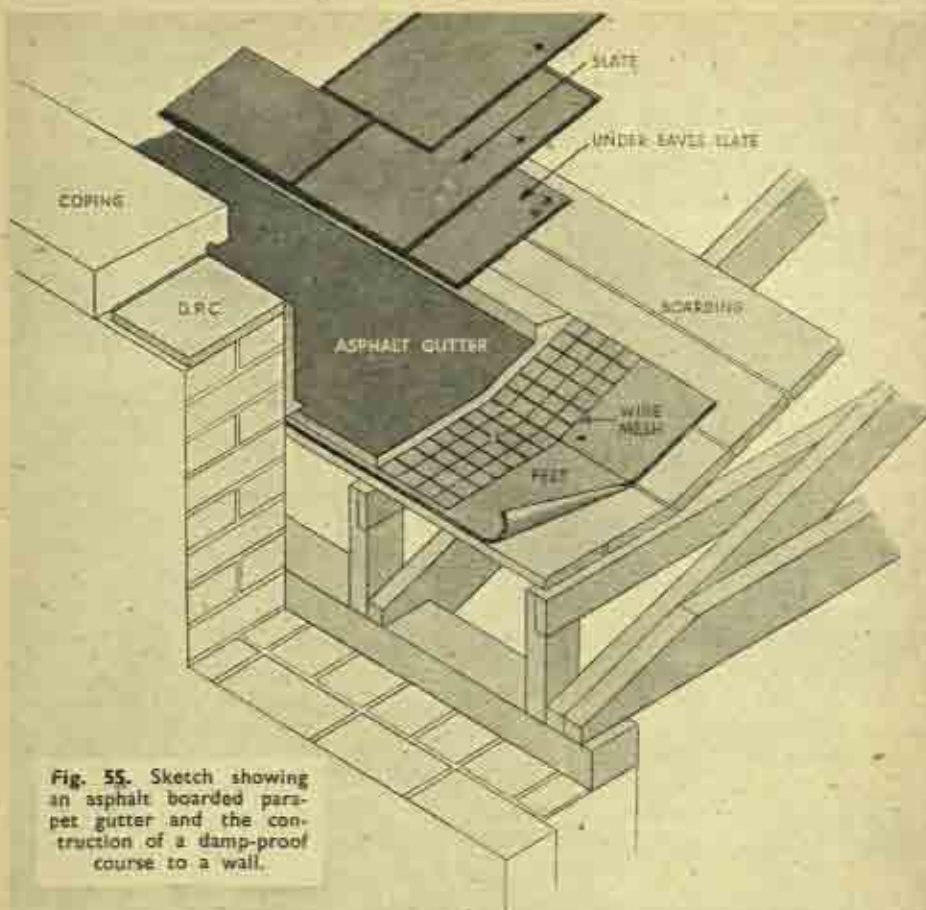 SLATE
UNDER EAVES SLATE
COPING
D.P.C.
BOARDING
ASPHALT GUTTER
WIRE
MESH
FELT
Fig. 55. Sketch showing
an asphalt boarded para-
pet gutter and the con-
truction of a damp-proof
course to a wall.